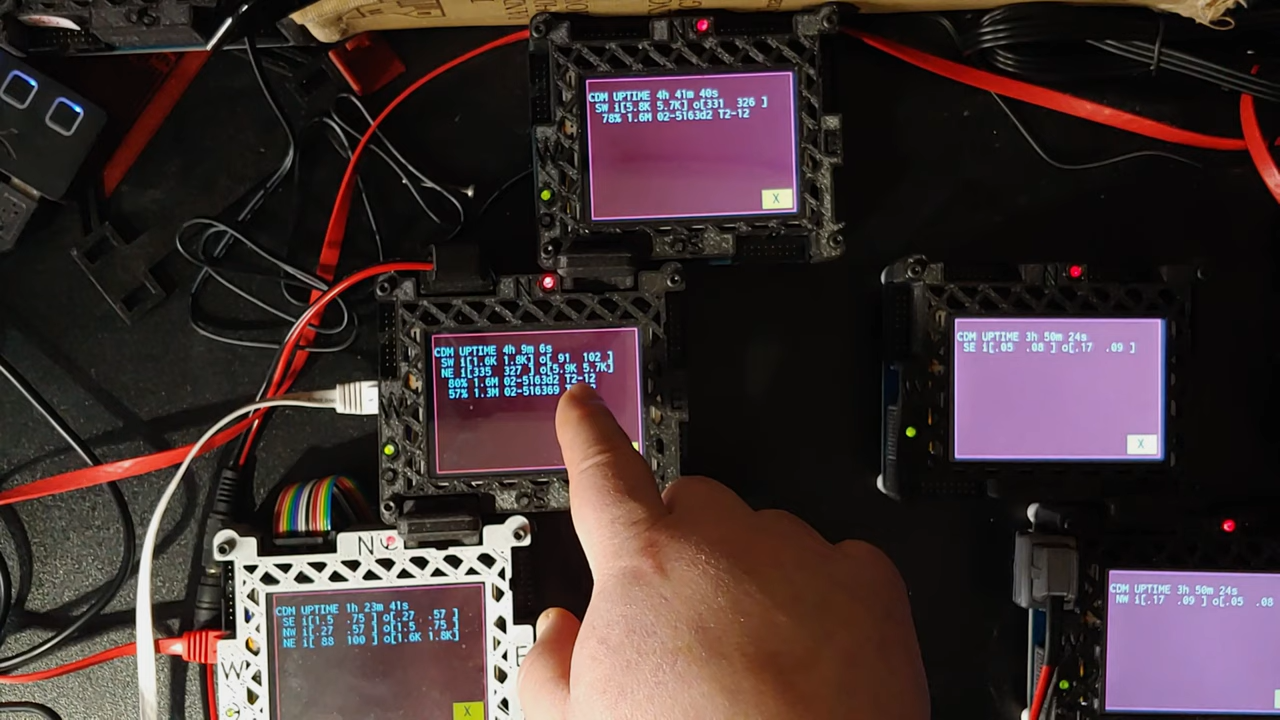 N
CDM UPTIME 4h 41m 40s
SW i[5.8K 5.7K] o[331 326 ]
78% 1.6M 02-5163d2 T2-12
X
N
CDM UPTIME 4h 9m 6s
SW i[1.6K 1.8K] o[ 91 102 ]
NE i[335 327 ] o[5.9K 5.7K]
80% 1.6M 02-5163d2 T2-12
57% 1.3M 02-516369
N
CDM UPTIME 3h 50m 24s
SE i[.05 .08 ] o[.17 .09 ]
X
N
CDM UPTIME 1h 23m 41s
SE i[1.5 .75 ] o[.27 .57 ]
NW i[.27 .57 ] o[1.5 .75 ]
NE i[ 88 100 ] o[1.6K 1.8K]
W
E
X
CDM UPTIME 3h 50m 24s
NW i[.17 .09 ] o[.05 .08